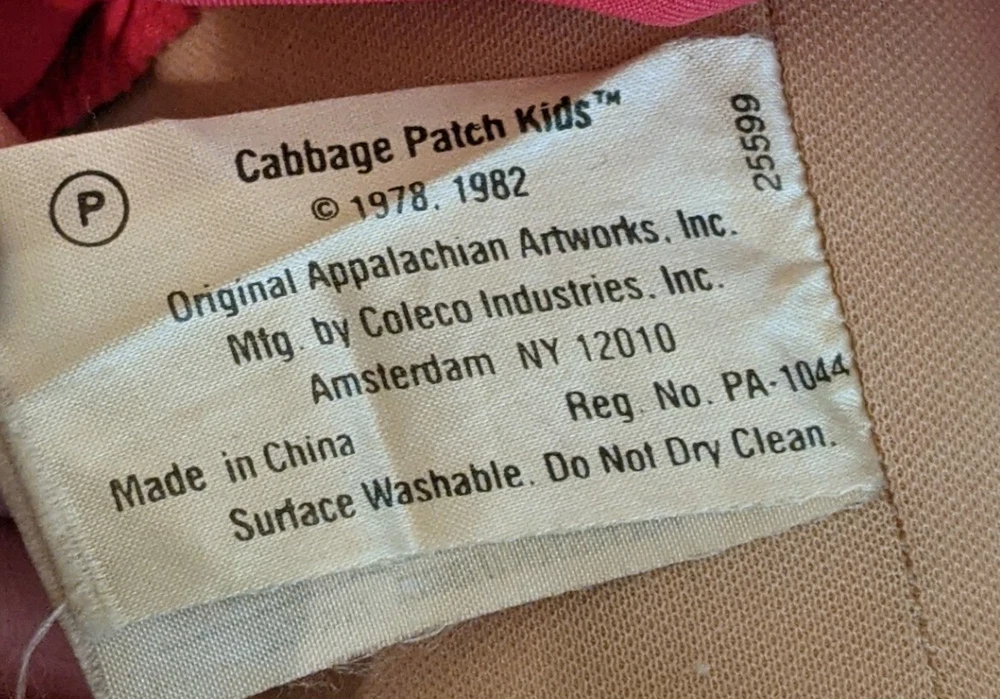 Cabbage Patch Kids™
25599
P
© 1978, 1982
Original Appalachian Artworks, Inc.
Mfg. by Coleco Industries, Inc.
Amsterdam NY 12010
Reg. No. PA-1044
Made in China
Surface Washable. Do Not Dry Clean.